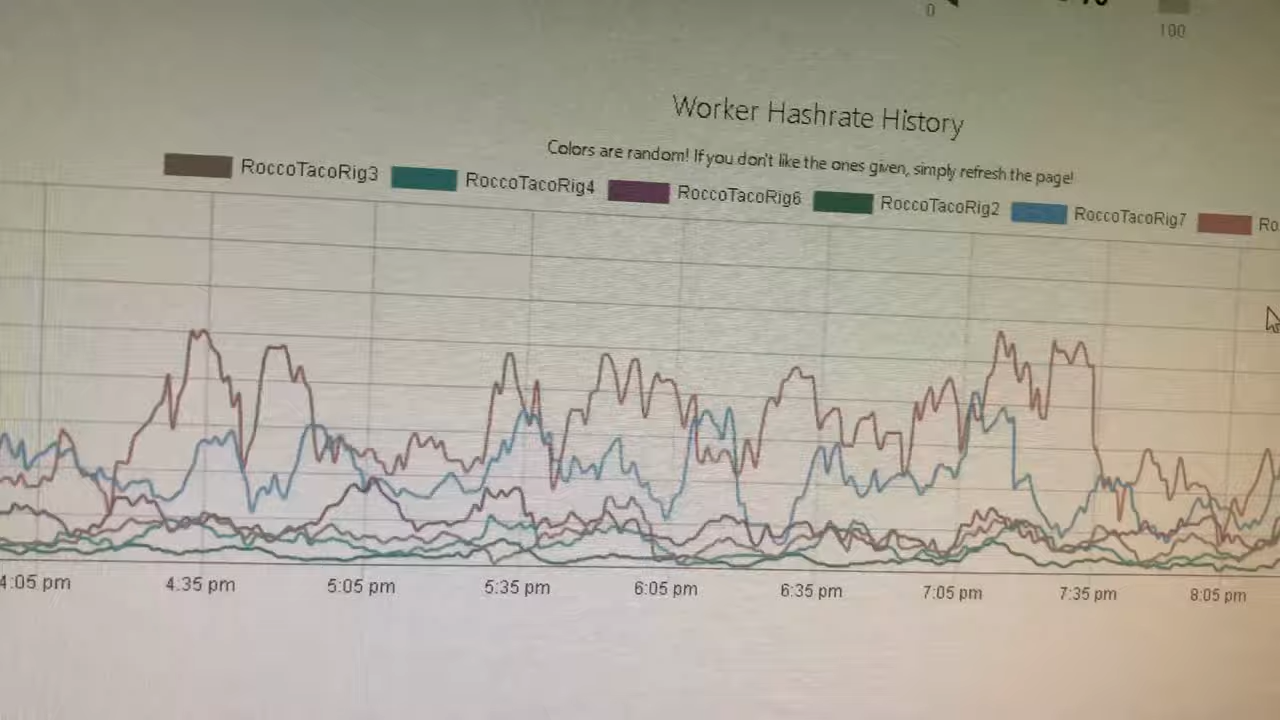 0
100
Worker Hashrate History
Colors are random! If you don't like the ones given, simply refresh the page!
RoccoTacoRig3 RoccoTacoRig4 RoccoTacoRig6 RoccoTacoRig2 RoccoTacoRig7 Ro
4:05 pm 4:35 pm 5:05 pm 5:35 pm 6:05 pm 6:35 pm 7:05 pm 7:35 pm 8:05 pm